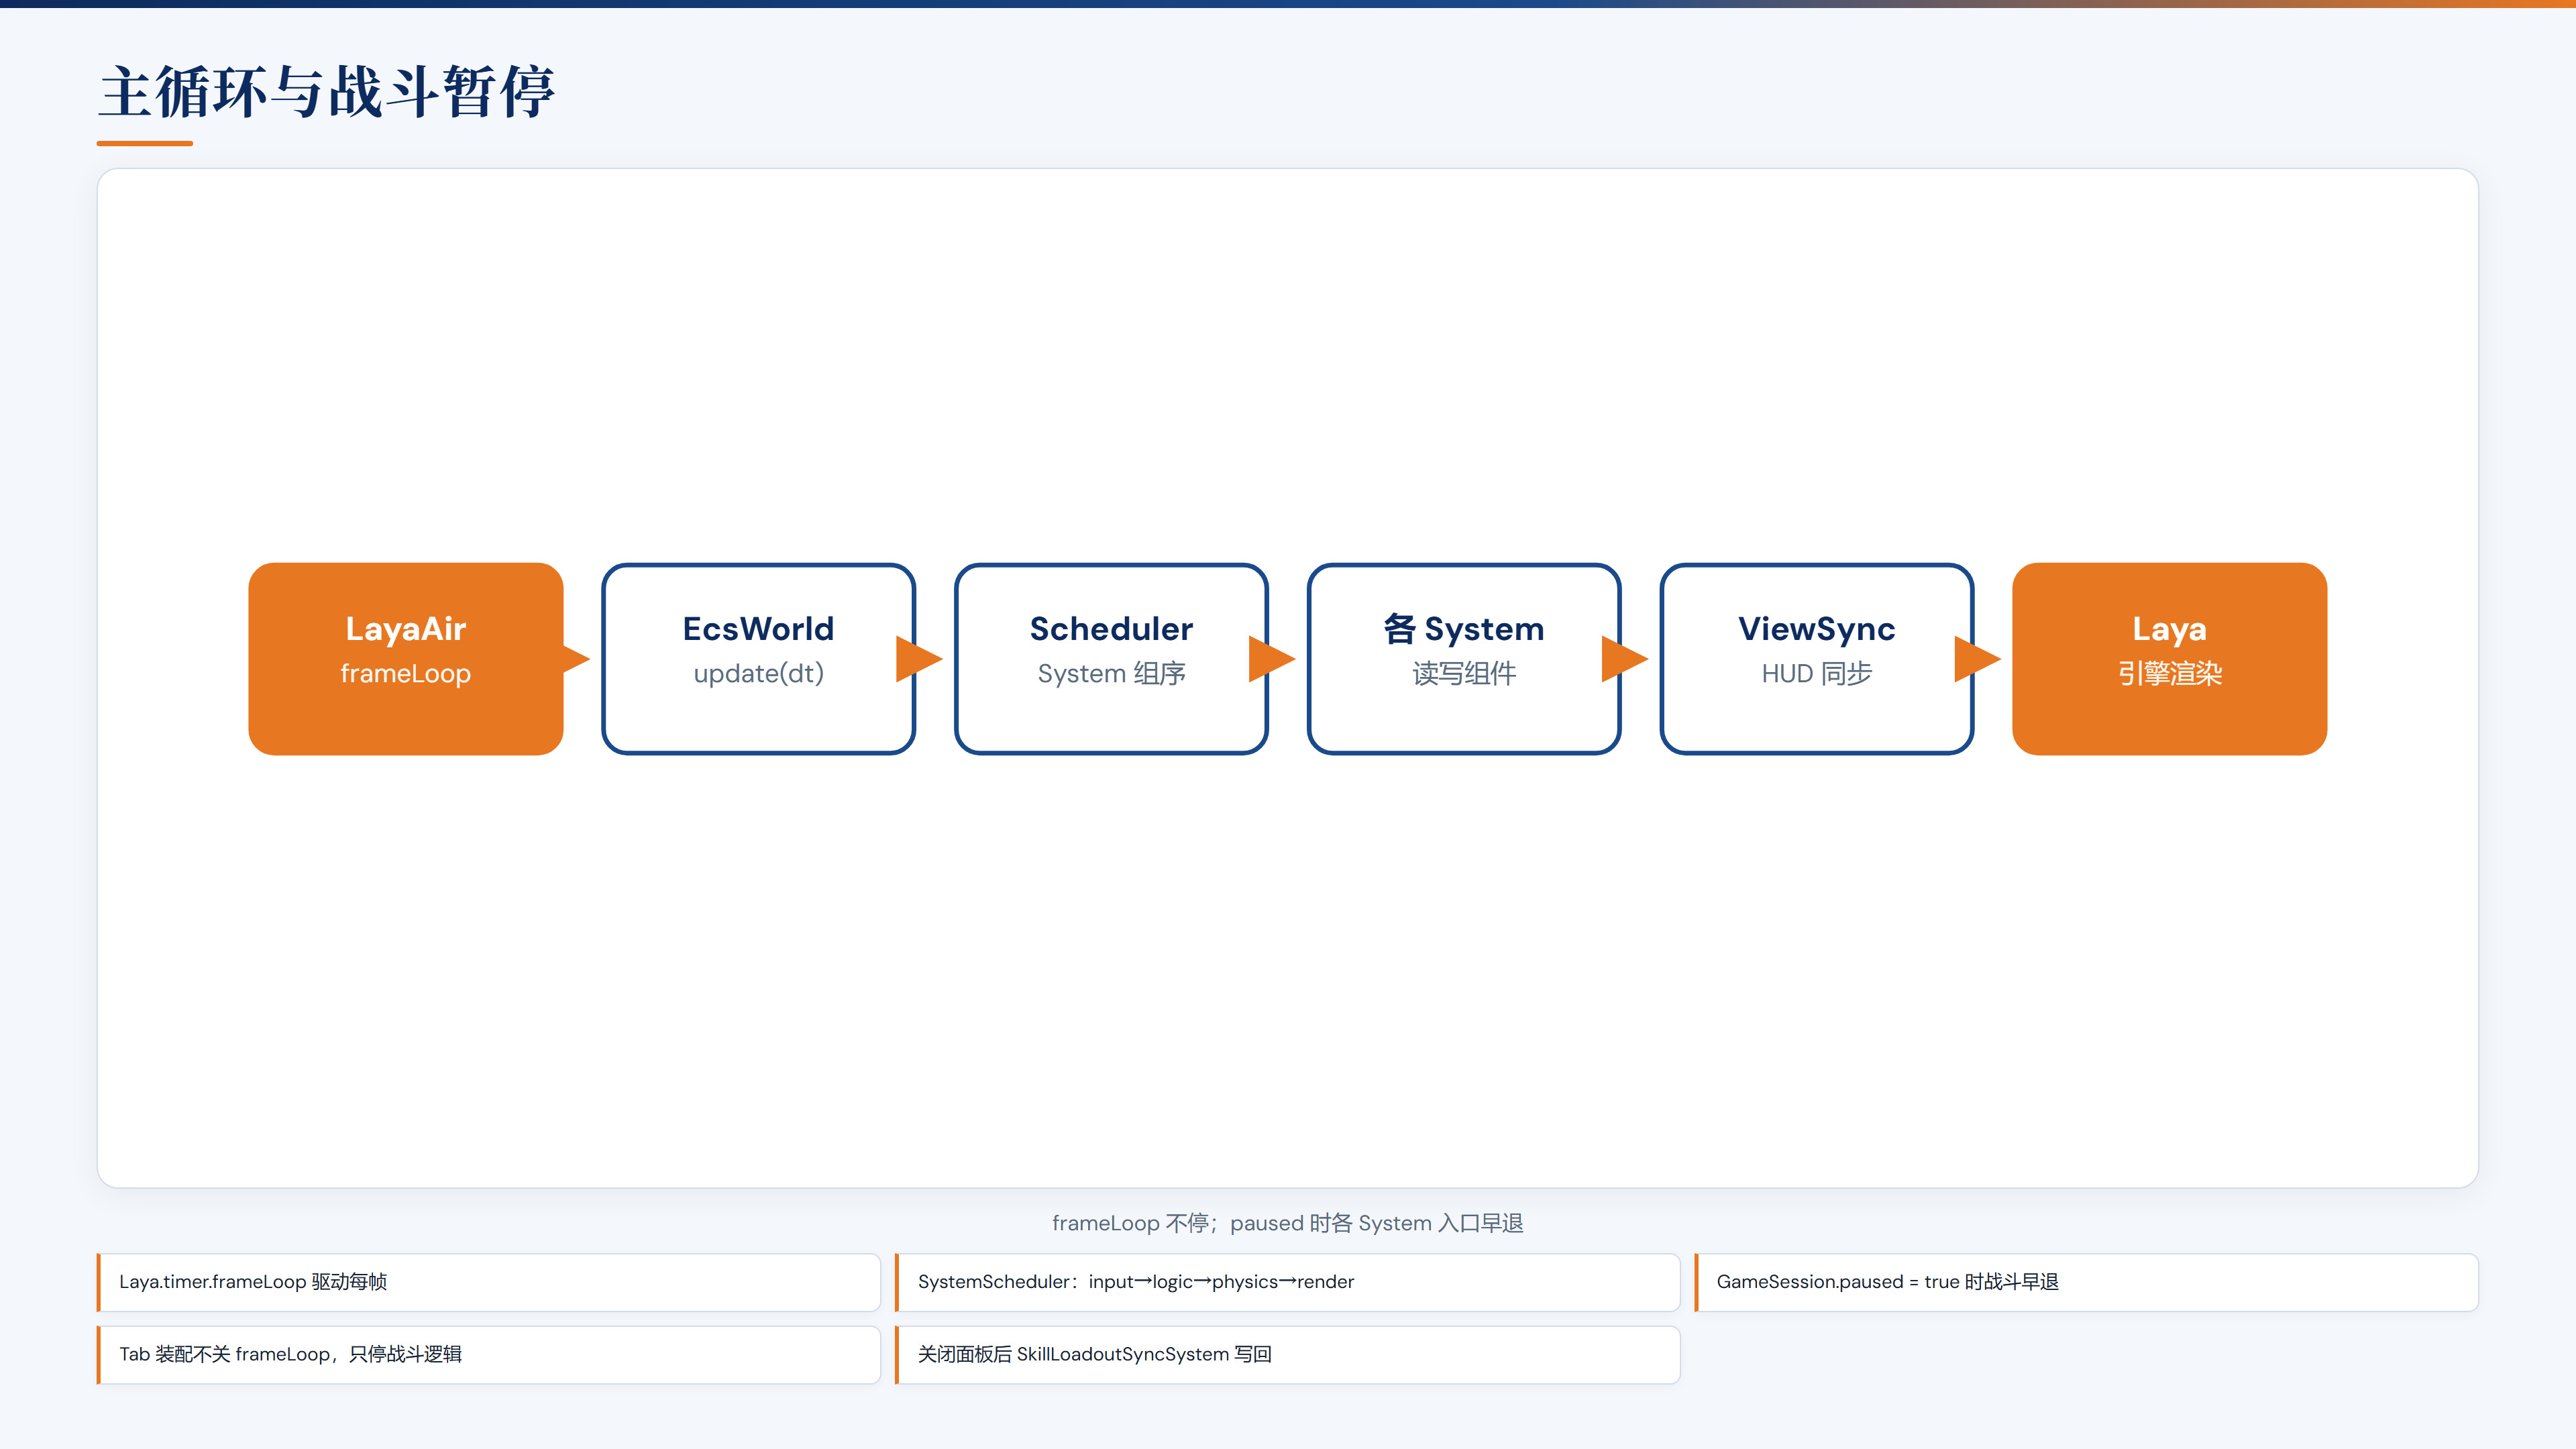 主循环与战斗暂停
LayaAir
frameLoop
EcsWorld
update(dt)
Scheduler
System 组序
各 System
读写组件
ViewSync
HUD 同步
Laya
引擎渲染
frameLoop 不停；paused 时各 System 入口早退
Laya.timer.frameLoop 驱动每帧
SystemScheduler：input→logic→physics→render
GameSession.paused = true 时战斗早退
Tab 装配不关 frameLoop，只停战斗逻辑
关闭面板后 SkillLoadoutSyncSystem 写回